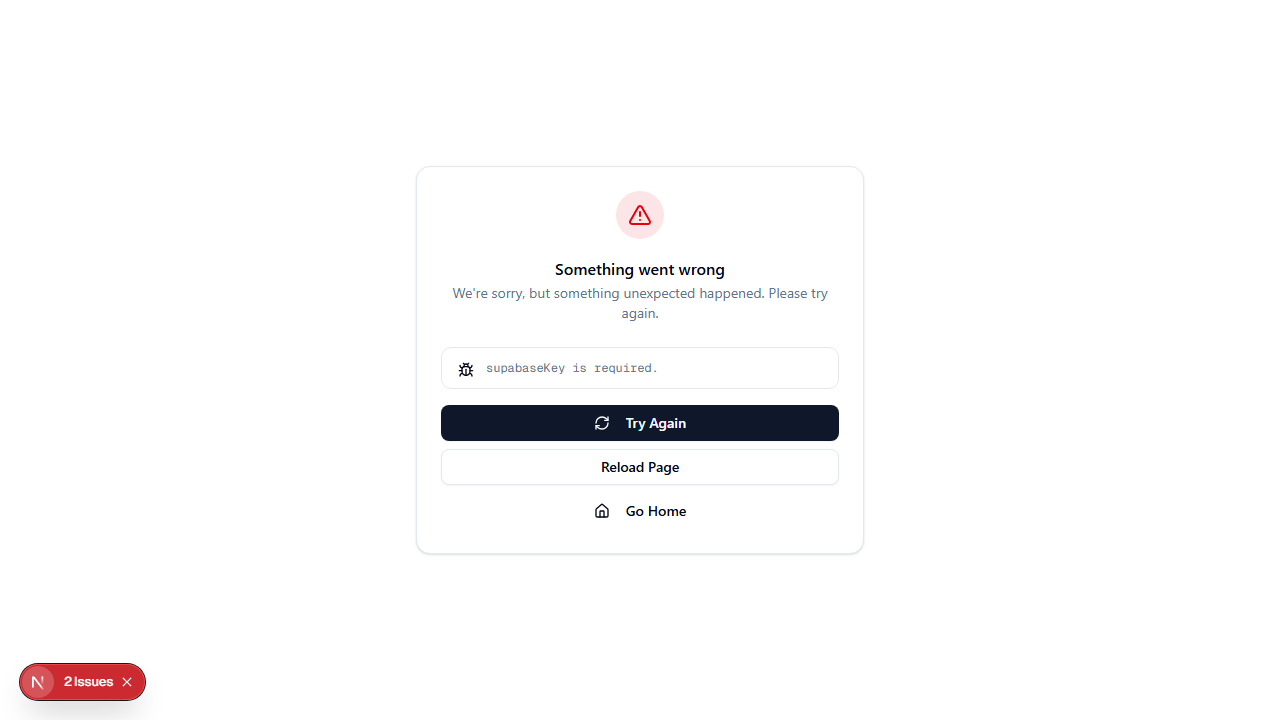 Something went wrong
We're sorry, but something unexpected happened. Please try
again.
supabaseKey is required.
Try Again
Reload Page
Go Home
N 2 Issues